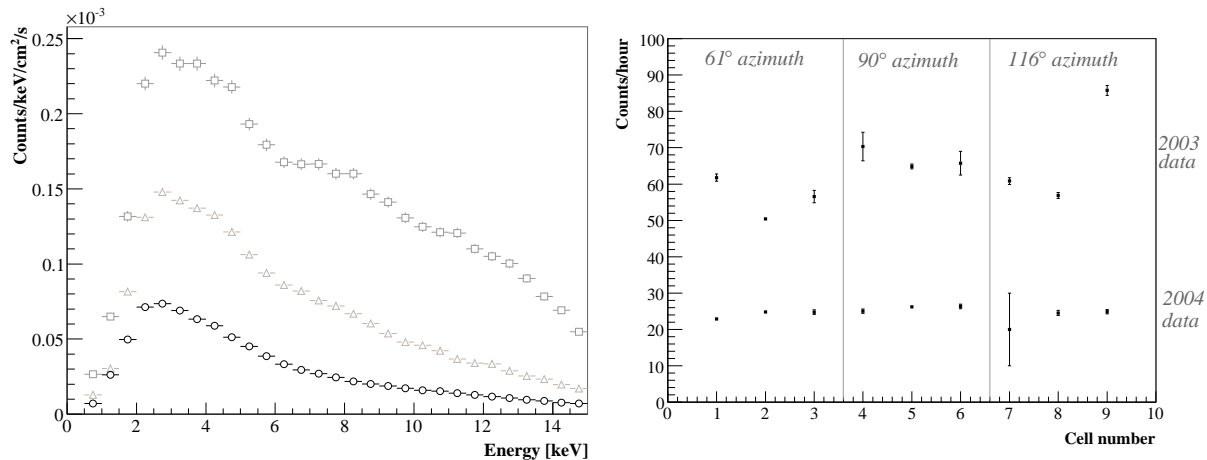 ×10⁻³
Counts/keV/cm²/s
0.25
0.2
0.15
0.1
0.05
0
0 2 4 6 8 10 12 14
Energy [keV]
Counts/hour
100
90
80
70
60
50
40
30
20
10
0
61° azimuth 90° azimuth 116° azimuth
2003
data
2004
data
0 1 2 3 4 5 6 7 8 9 10
Cell number